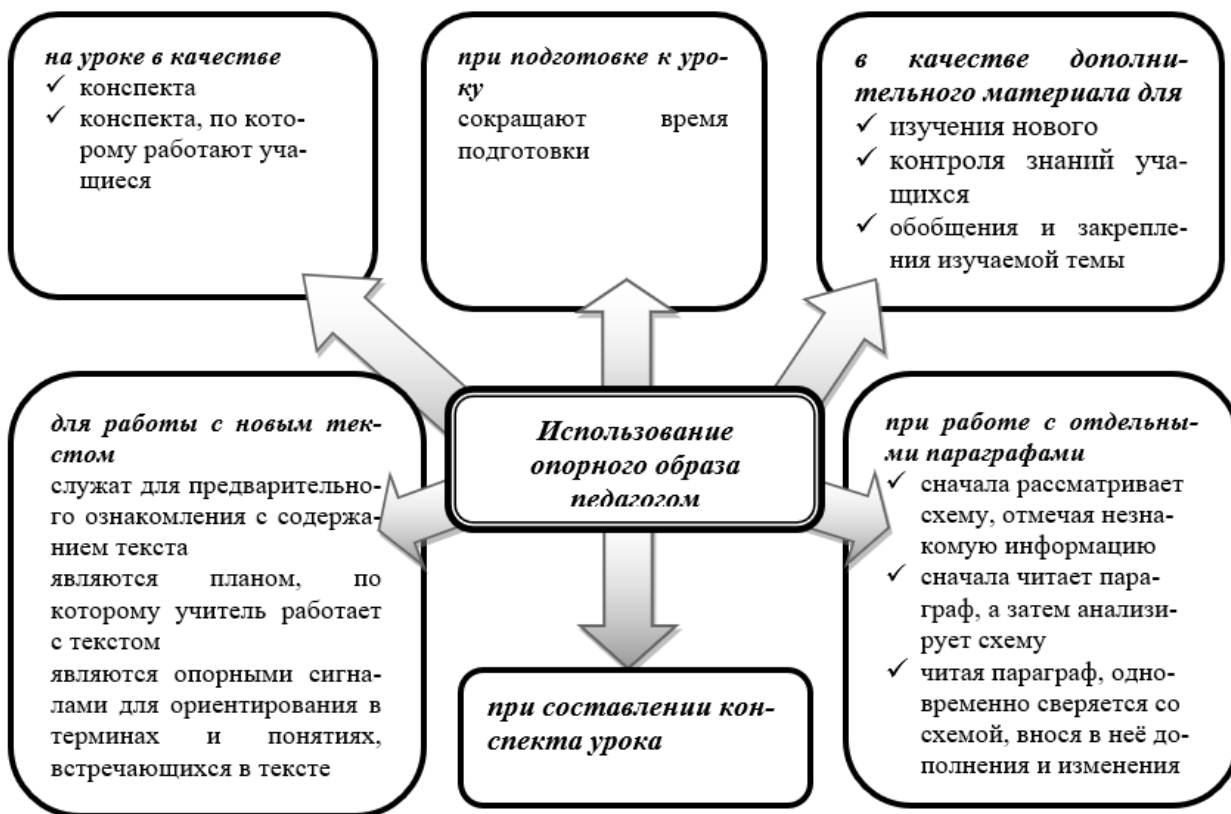 на уроке в качестве
✓ конспекта
✓ конспекта, по кото-
рому работают уча-
щиеся
при подготовке к уро-
ку
сокращают время
подготовки
в качестве дополни-
тельного материала для
✓ изучения нового
✓ контроля знаний уча-
щихся
✓ обобщения и закрепле-
ния изучаемой темы
для работы с новым тек-
стом
служат для предварительно-
го ознакомления с содержа-
нием текста
являются планом, по
которому учитель работает
с текстом
являются опорными сигна-
лами для ориентирования в
терминах и понятиях,
встречающихся в тексте
Использование
опорного образа
педагогом
при работе с отдельны-
ми параграфами
✓ сначала рассматривает
схему, отмечая незна-
комую информацию
✓ сначала читает пара-
граф, а затем анализи-
рует схему
✓ читая параграф, одно-
временно сверяется со
схемой, внося в неё до-
полнения и изменения
при составлении кон-
спекта урока